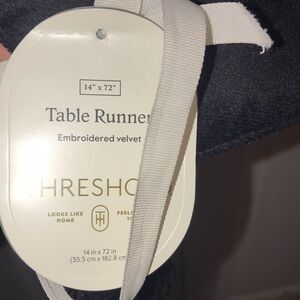 14" x 72"
Table Runner
Embroidered velvet
HRESHO
LOOKS LIKE
HOME
TH
FEEL
14 in x 72 in
(35.5 cm x 182.8 c